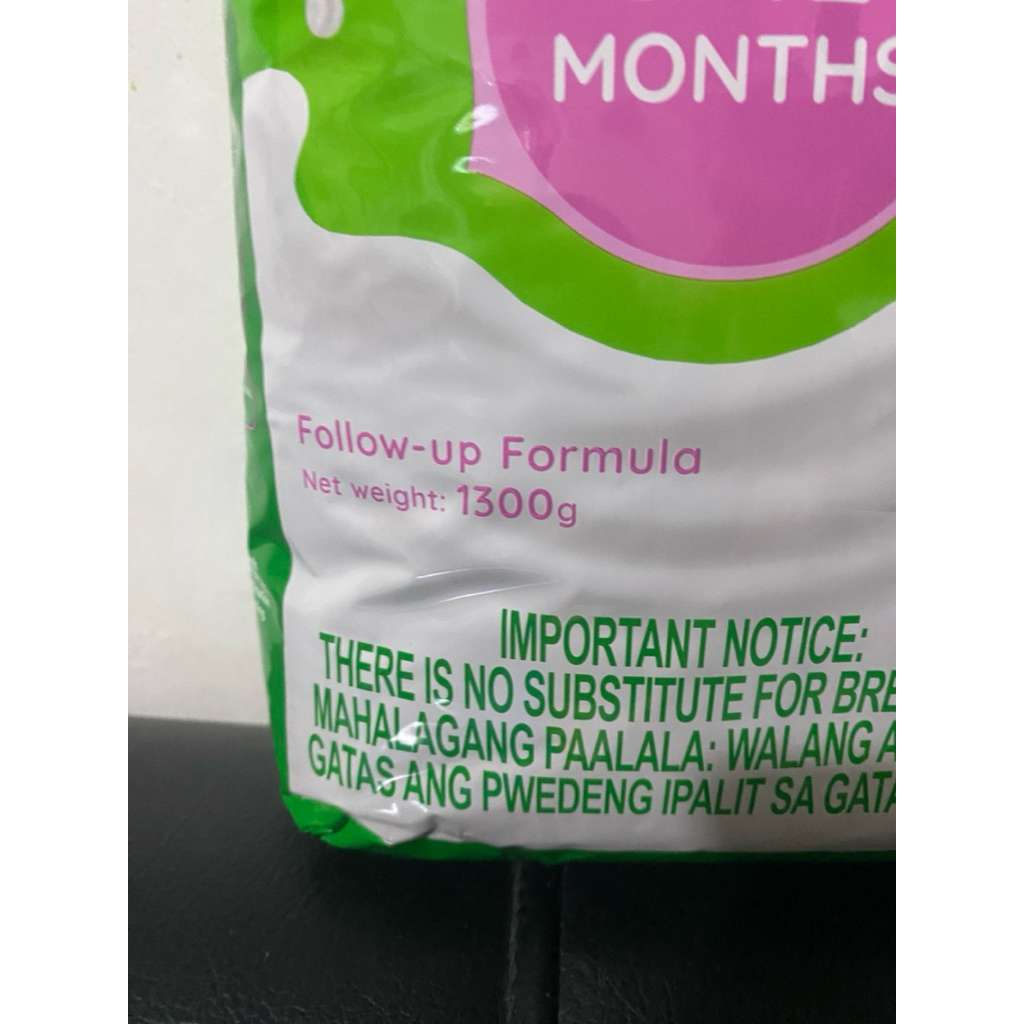 MONTHS
Follow-up Formula
Net weight: 1300g
IMPORTANT NOTICE:
THERE IS NO SUBSTITUTE FOR BRE
MAHALAGANG PAALALA: WALANG A
GATAS ANG PWEDENG IPALIT SA GATA